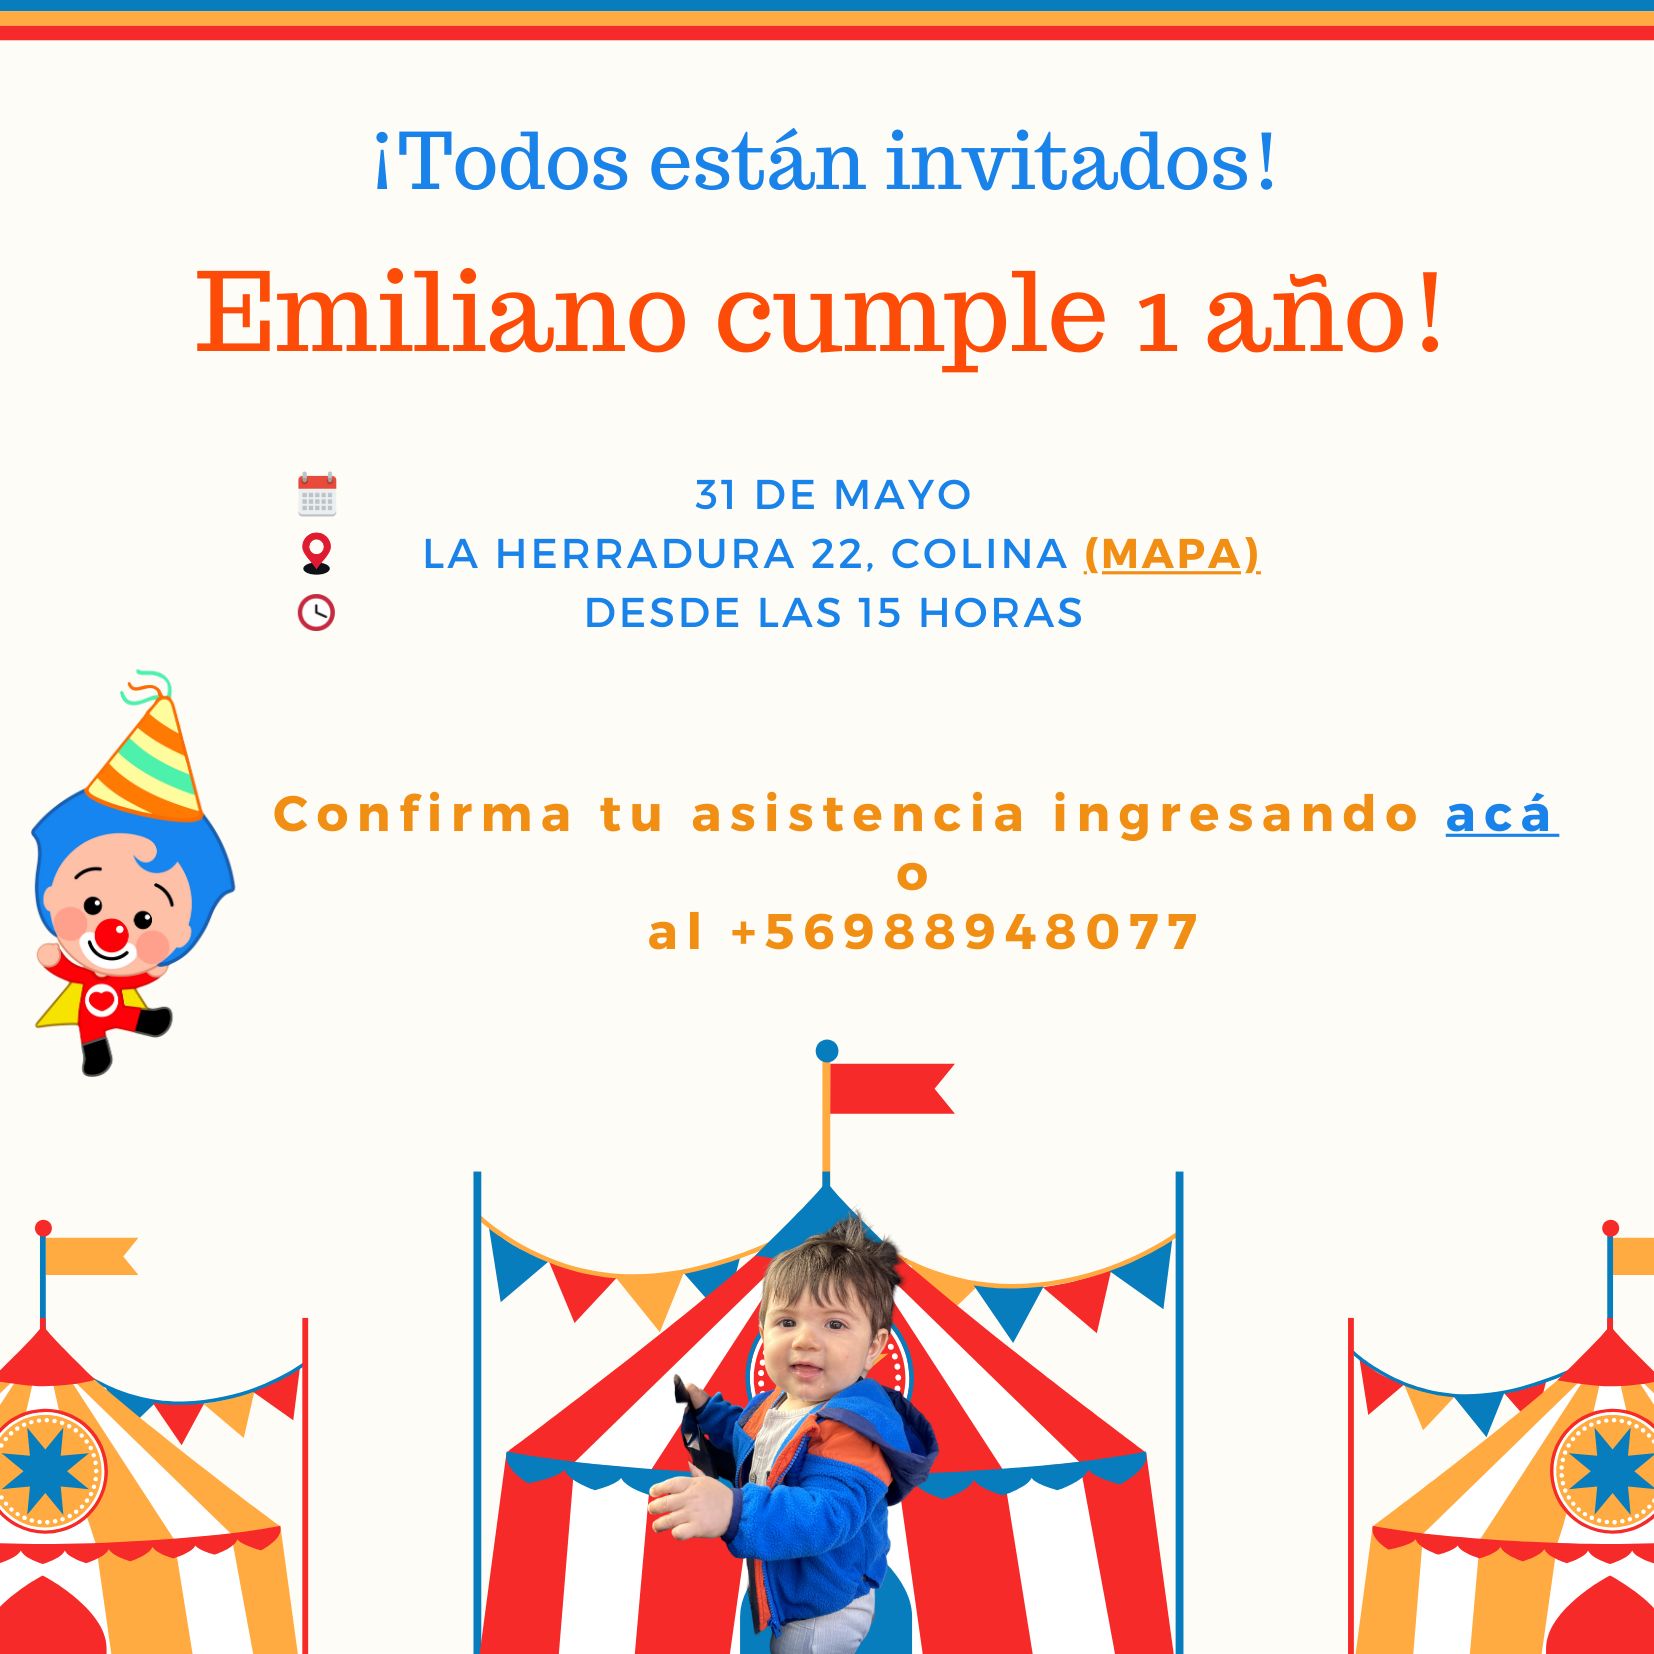 ¡Todos están invitados!
Emiliano cumple 1 año!
31 DE MAYO
LA HERRADURA 22, COLINA (MAPA)
DESDE LAS 15 HORAS
Confirma tu asistencia ingresando acá
o
al +56988948077